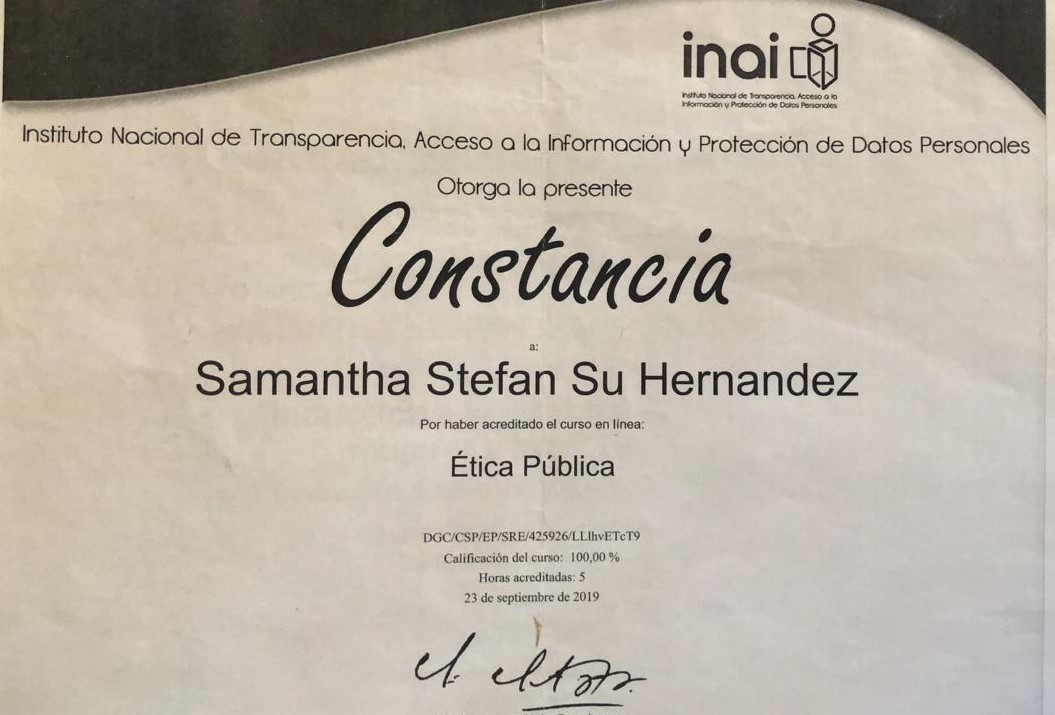 inai
Instituto Nacional de Transparencia, Acceso a la
Información y Protección de Datos Personales
Instituto Nacional de Transparencia, Acceso a la Información y Protección de Datos Personales
Otorga la presente
Constancia
a:
Samantha Stefan Su Hernandez
Por haber acreditado el curso en línea:
Ética Pública
DGC/CSP/EP/SRE/425926/LLlhvETcT9
Calificación del curso: 100,00 %
Horas acreditadas: 5
23 de septiembre de 2019